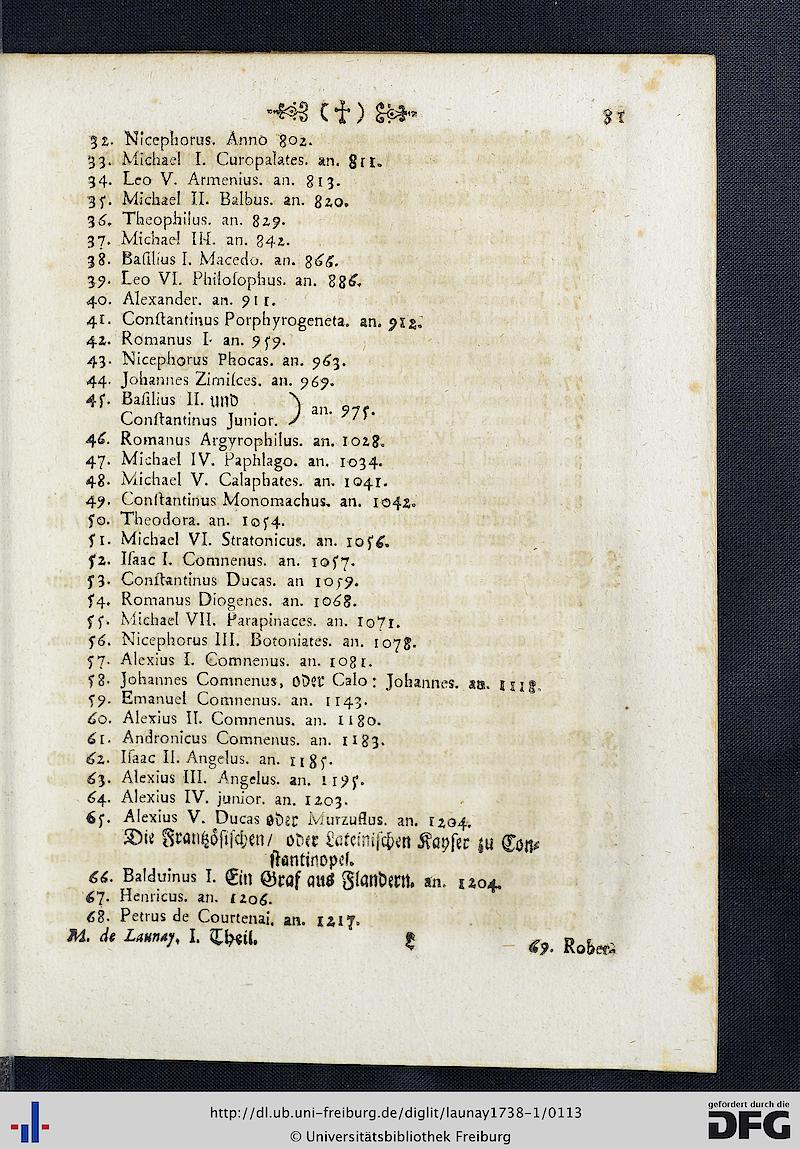 (†) 81
32. Nicephorus. Anno 802.
33. Michael I. Curopalates. an. 811.
34. Leo V. Armenius. an. 813.
35. Michael II. Balbus. an. 820.
36. Theophilus. an. 829.
37. Michael III. an. 842.
38. Baſilius I. Macedo. an. 866.
39. Leo VI. Philoſophus. an. 886.
40. Alexander. an. 911.
41. Conſtantinus Porphyrogeneta. an. 912.
42. Romanus I. an. 959.
43. Nicephorus Phocas. an. 963.
44. Johannes Zimiſces. an. 969.
45. Baſilius II. und
Conſtantinus Junior. ) an. 975.
46. Romanus Argyrophilus. an. 1028.
47. Michael IV. Paphlago. an. 1034.
48. Michael V. Calaphates. an. 1041.
49. Conſtantinus Monomachus. an. 1042.
50. Theodora. an. 1054.
51. Michael VI. Stratonicus. an. 1056.
52. Iſaac I. Comnenus. an. 1057.
53. Conſtantinus Ducas. an 1059.
54. Romanus Diogenes. an. 1068.
55. Michael VII. Parapinaces. an. 1071.
56. Nicephorus III. Botoniates. an. 1078.
57. Alexius I. Comnenus. an. 1081.
58. Johannes Comnenus, oder Calo: Johannes. an. 1118.
59. Emanuel Comnenus. an. 1143.
60. Alexius II. Comnenus. an. 1180.
61. Andronicus Comnenus. an. 1183.
62. Iſaac II. Angelus. an. 1185.
63. Alexius III. Angelus. an. 1195.
64. Alexius IV. junior. an. 1203.
65. Alexius V. Ducas oder Murzuflus. an. 1204.
Die Frantzöſiſchen/ oder Lateiniſchen Kayſer zu Con-
ſtantinopel.
66. Balduinus I. Ein Graf aus Flandern. an. 1204.
67. Henricus. an. 1206.
68. Petrus de Courtenai. an. 1217.
M. de Launay, I. Theil. 69. Rober-
http://dl.ub.uni-freiburg.de/diglit/launay1738-1/0113
© Universitätsbibliothek Freiburg
gefördert durch die
DFG